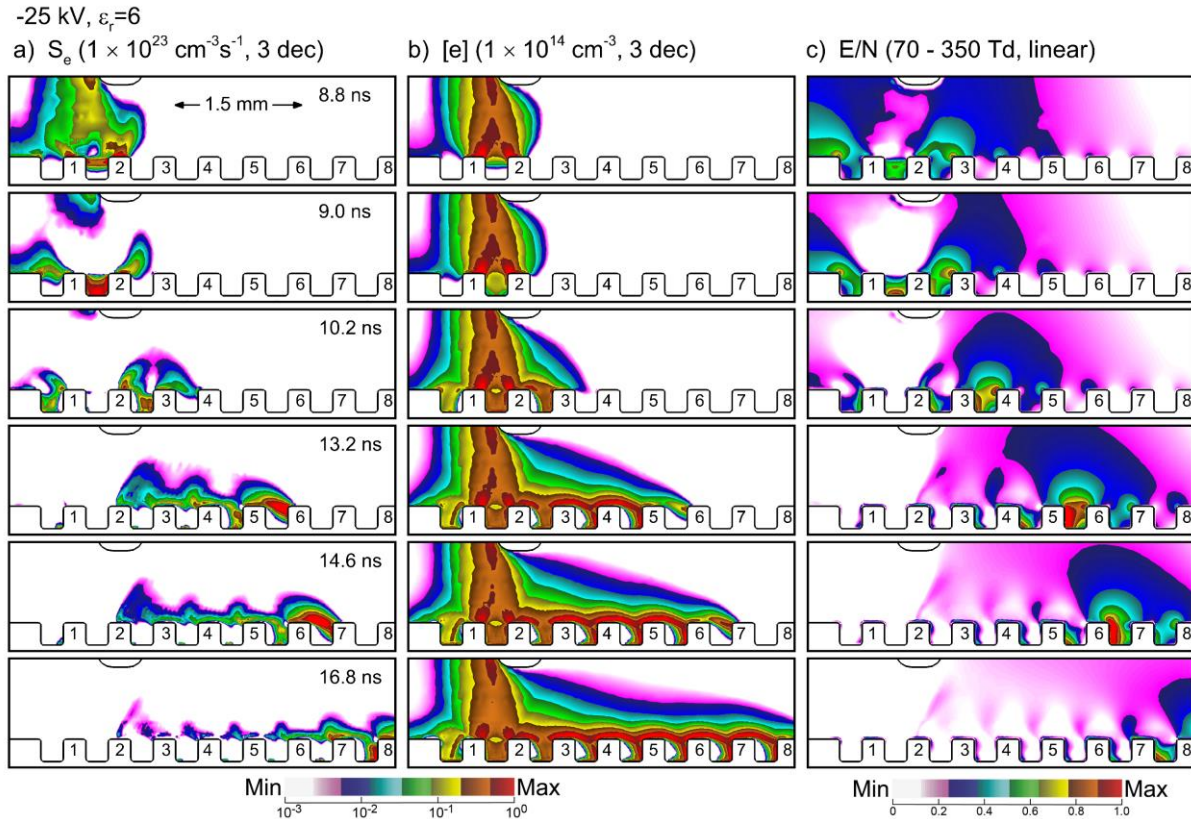 -25 kV, εr=6
a) Se (1 × 10²³ cm⁻³s⁻¹, 3 dec)
b) [e] (1 × 10¹⁴ cm⁻³, 3 dec)
c) E/N (70 - 350 Td, linear)
1.5 mm
8.8 ns
1 2 3 4 5 6 7 8
1 2 3 4 5 6 7 8
1 2 3 4 5 6 7 8
9.0 ns
1 2 3 4 5 6 7 8
1 2 3 4 5 6 7 8
1 2 3 4 5 6 7 8
10.2 ns
1 2 3 4 5 6 7 8
1 2 3 4 5 6 7 8
1 2 3 4 5 6 7 8
13.2 ns
1 2 3 4 5 6 7 8
1 2 3 4 5 6 7 8
1 2 3 4 5 6 7 8
14.6 ns
1 2 3 4 5 6 7 8
1 2 3 4 5 6 7 8
1 2 3 4 5 6 7 8
16.8 ns
1 2 3 4 5 6 7 8
1 2 3 4 5 6 7 8
1 2 3 4 5 6 7 8
Min Max
10⁻³ 10⁻² 10⁻¹ 10⁰
Min Max
0 0.2 0.4 0.6 0.8 1.0